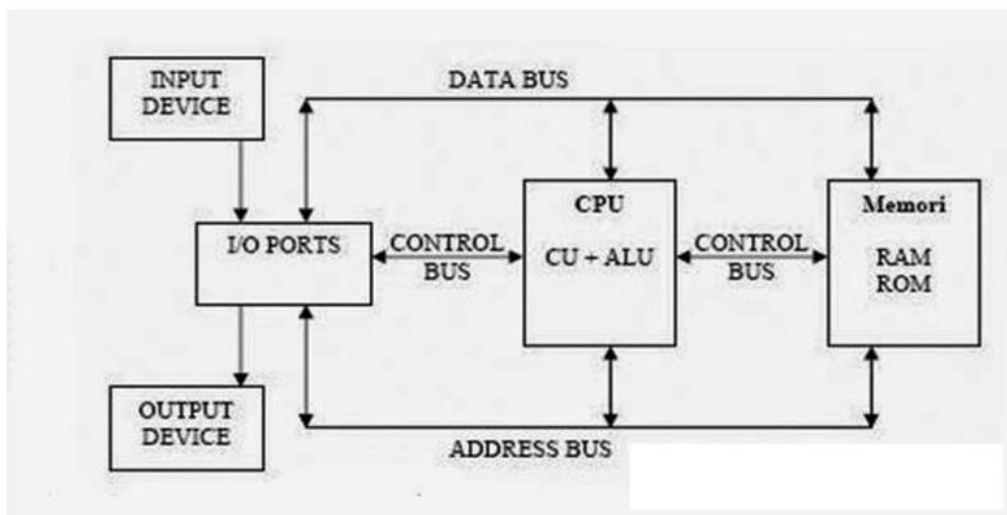 INPUT
DEVICE
DATA BUS
I/O PORTS
CONTROL
BUS
CPU
CU + ALU
CONTROL
BUS
Memori
RAM
ROM
OUTPUT
DEVICE
ADDRESS BUS